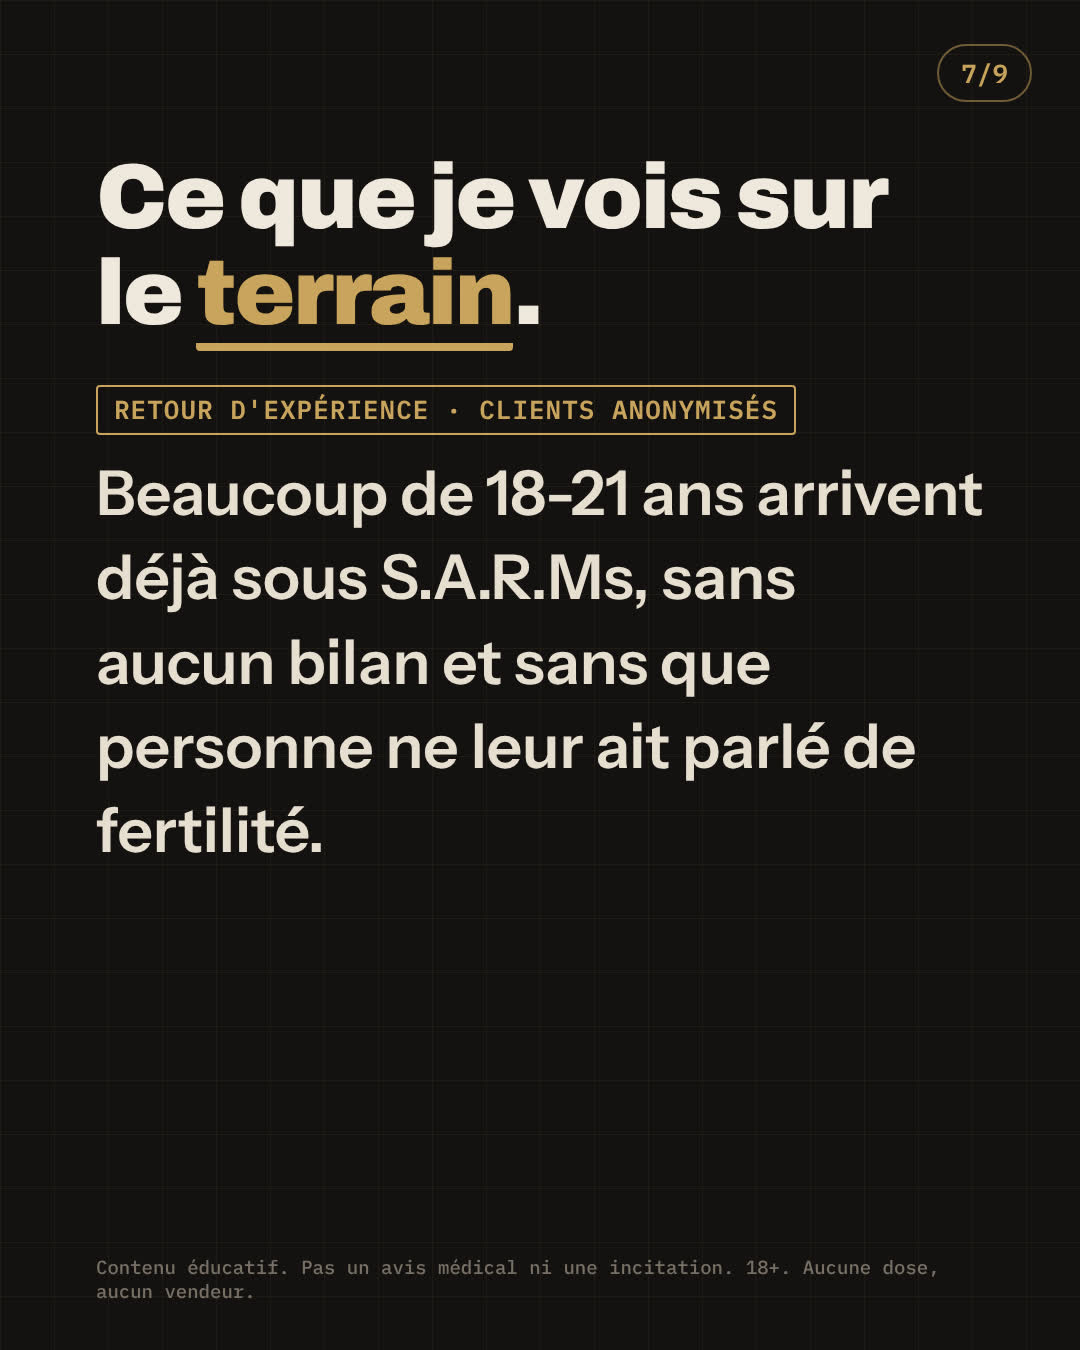 7/9
Ce que je vois sur
le terrain.
RETOUR D'EXPÉRIENCE · CLIENTS ANONYMISÉS
Beaucoup de 18-21 ans arrivent
déjà sous S.A.R.Ms, sans
aucun bilan et sans que
personne ne leur ait parlé de
fertilité.
Contenu éducatif. Pas un avis médical ni une incitation. 18+. Aucune dose,
aucun vendeur.